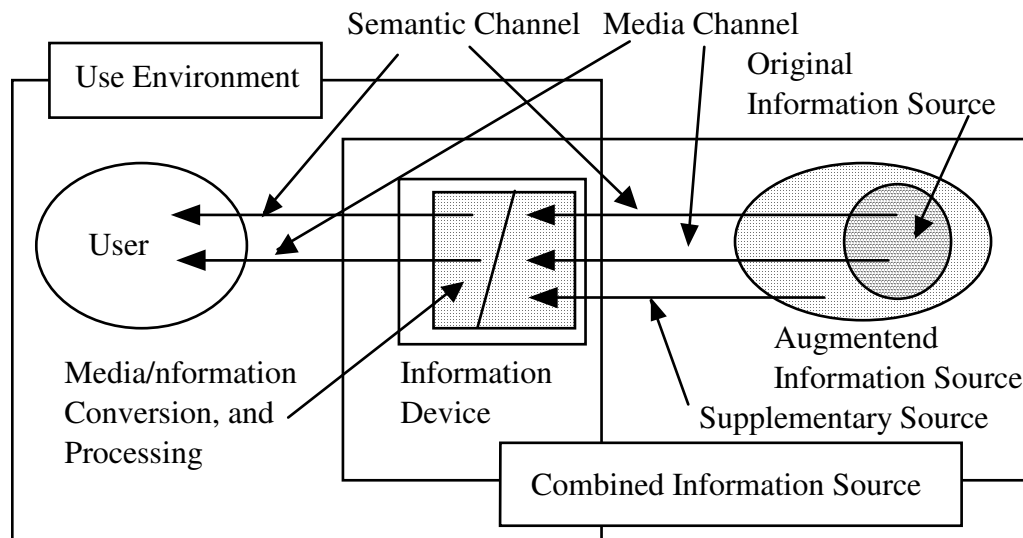 Semantic Channel
Media Channel
Original
Information Source
Use Environment
User
Media/nformation
Conversion, and
Processing
Information
Device
Augmentend
Information Source
Supplementary Source
Combined Information Source